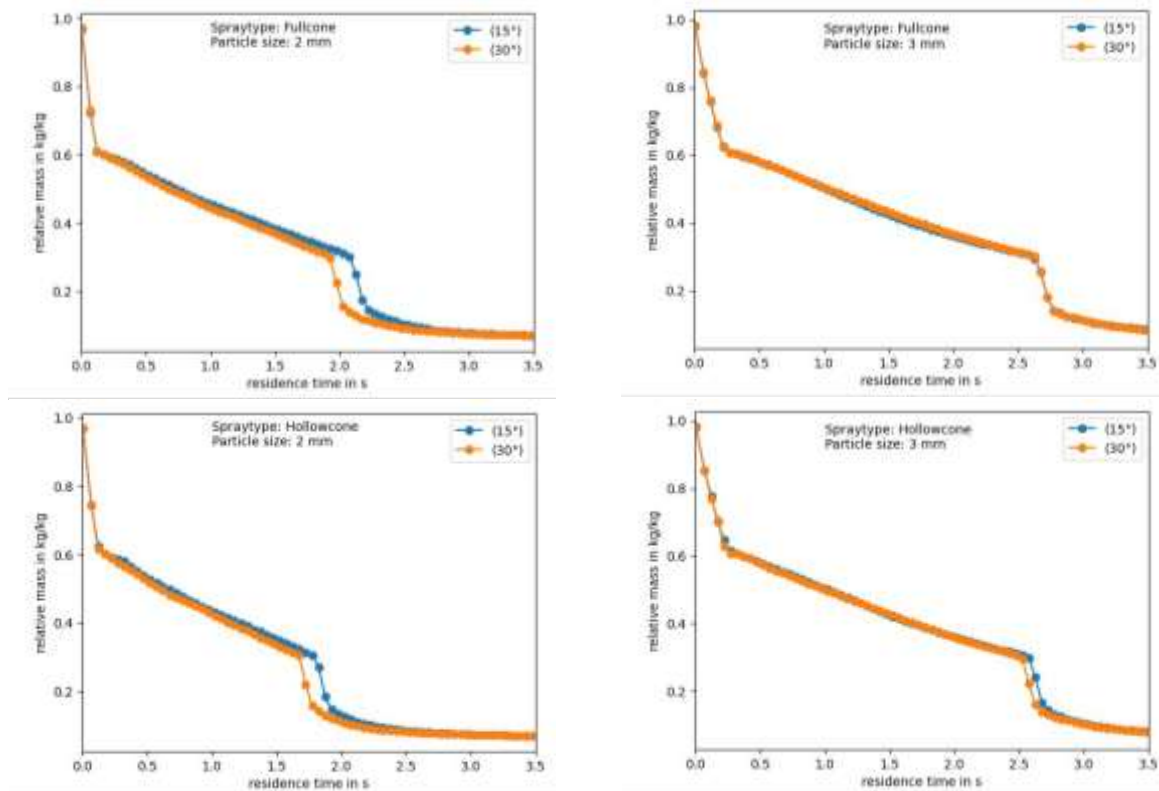 Spraytype: Fullcone
Particle size: 2 mm
(15°)
(30°)
relative mass in kg/kg
1.0
0.8
0.6
0.4
0.2
0.0 0.5 1.0 1.5 2.0 2.5 3.0 3.5
residence time in s
Spraytype: Fullcone
Particle size: 3 mm
(15°)
(30°)
relative mass in kg/kg
1.0
0.8
0.6
0.4
0.2
0.0 0.5 1.0 1.5 2.0 2.5 3.0 3.5
residence time in s
Spraytype: Hollowcone
Particle size: 2 mm
(15°)
(30°)
relative mass in kg/kg
1.0
0.8
0.6
0.4
0.2
0.0 0.5 1.0 1.5 2.0 2.5 3.0 3.5
residence time in s
Spraytype: Hollowcone
Particle size: 3 mm
(15°)
(30°)
relative mass in kg/kg
1.0
0.8
0.6
0.4
0.2
0.0 0.5 1.0 1.5 2.0 2.5 3.0 3.5
residence time in s